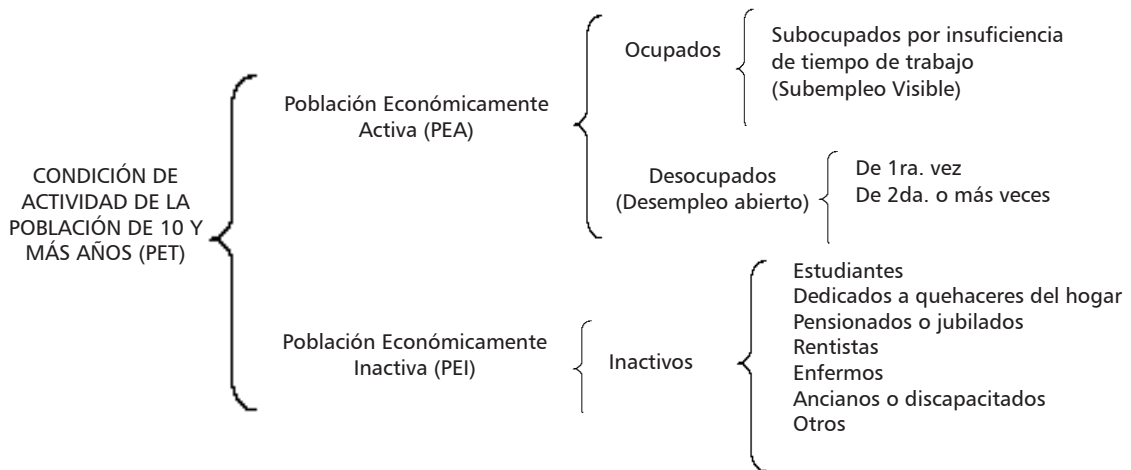 CONDICIÓN DE
ACTIVIDAD DE LA
POBLACIÓN DE 10 Y
MÁS AÑOS (PET)
Población Económicamente
Activa (PEA)
Ocupados
Subocupados por insuficiencia
de tiempo de trabajo
(Subempleo Visible)
Desocupados
(Desempleo abierto)
De 1ra. vez
De 2da. o más veces
Población Económicamente
Inactiva (PEI)
Inactivos
Estudiantes
Dedicados a quehaceres del hogar
Pensionados o jubilados
Rentistas
Enfermos
Ancianos o discapacitados
Otros